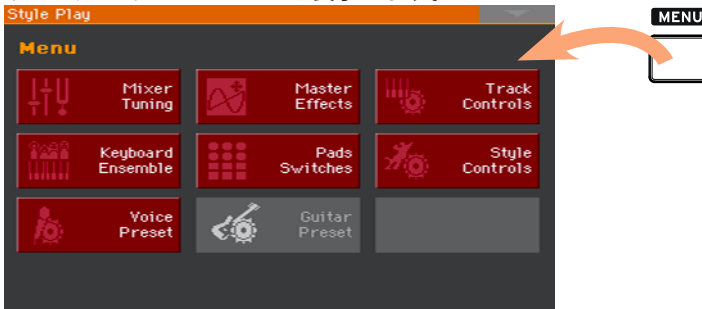 Style Play
MENU
Menu
Mixer
Tuning
Master
Effects
Track
Controls
Keyboard
Ensemble
Pads
Switches
Style
Controls
Voice
Preset
Guitar
Preset